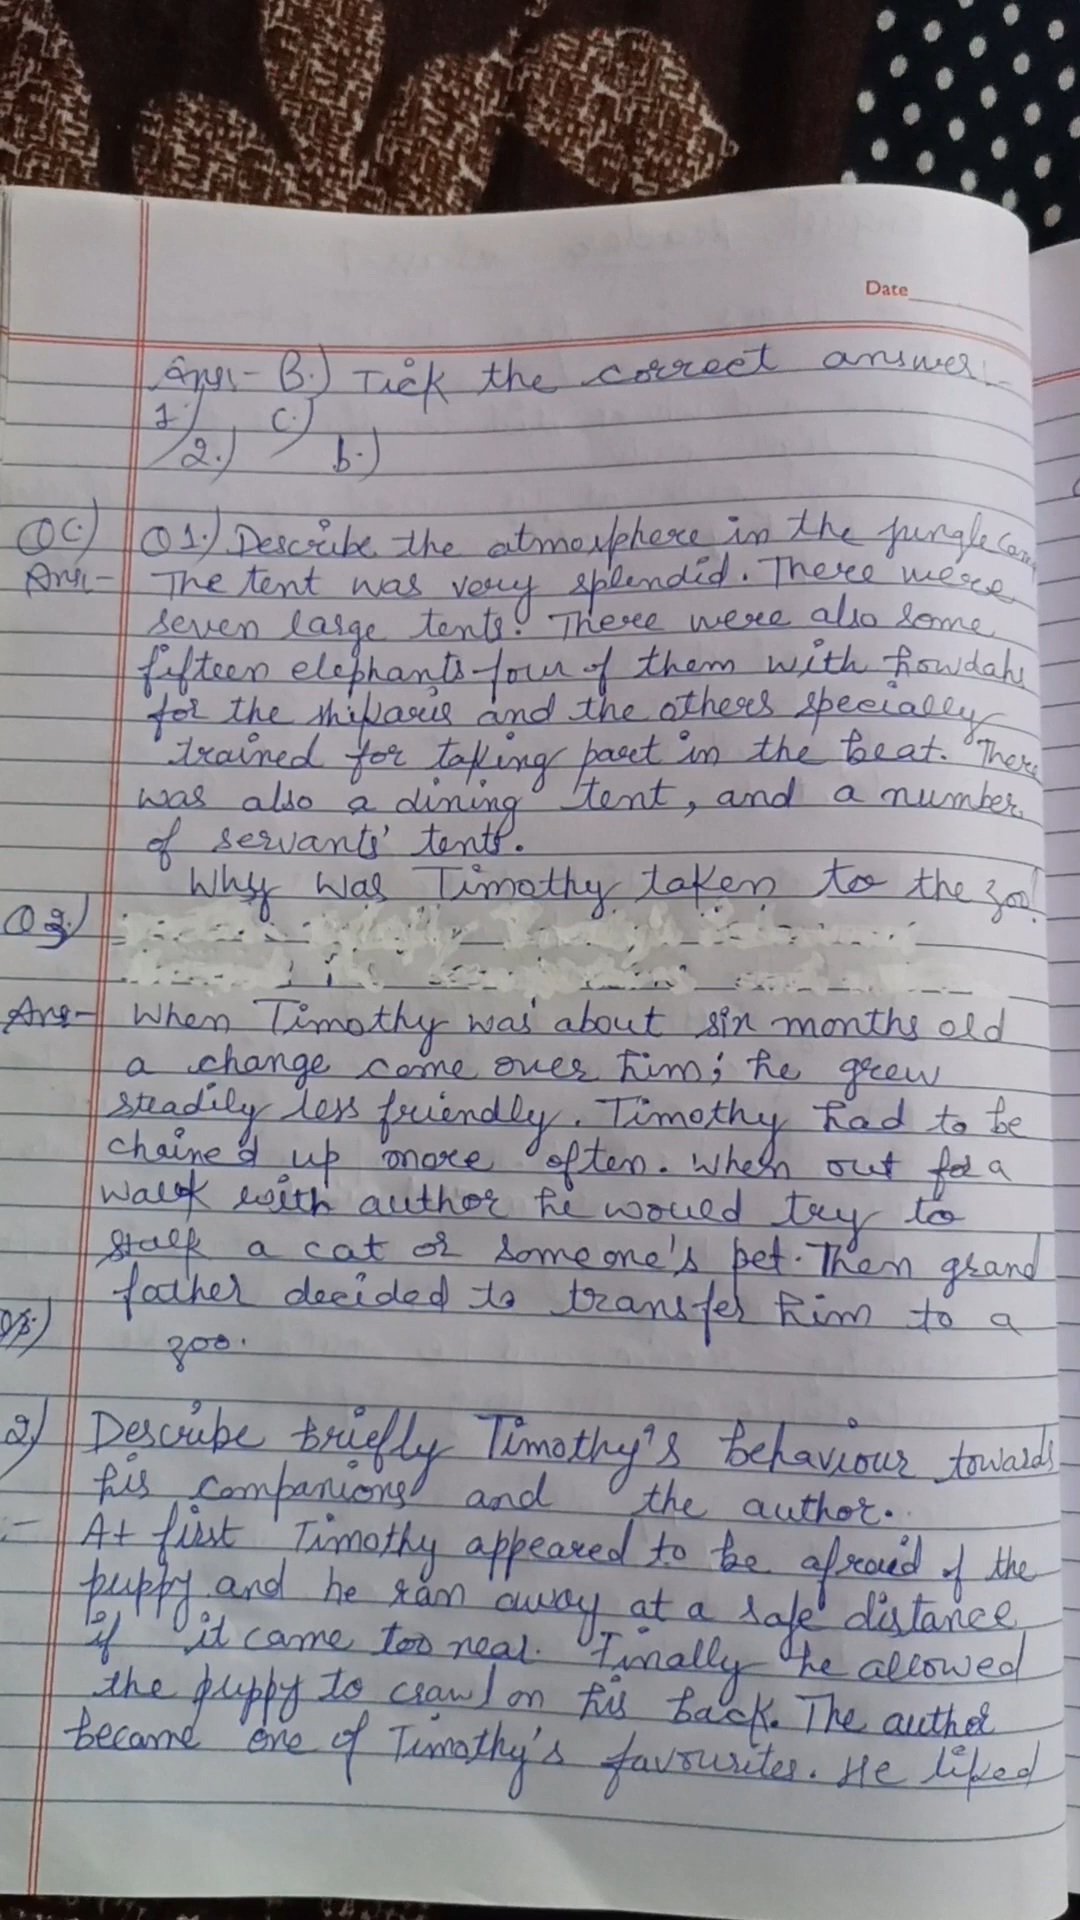 Date
Ans:- B.) Tick the correct answer:-
1.) c.)
2.) b.)
Q C.) Q 1.) Describe the atmosphere in the jungle
Ans:- The tent was very splendid. There were
seven large tents. There were also some
fifteen elephants-four of them with howdahs
for the shikaris and the others specially
trained for taking part in the beat. There
was also a dining tent, and a number
of servants' tents.
Why was Timothy taken to the zoo?
Q 3.)
Ans- When Timothy was about six months old
a change come over him; he grew
steadily less friendly. Timothy had to be
chained up more often. When out for a
walk with author he would try to
stalk a cat or someone's pet. Then grand
father decided to transfer him to a
Q3.) zoo.
2.) Describe briefly Timothy's behaviour towards
his companions and the author.
:- At first Timothy appeared to be afraid of the
puppy and he ran away at a safe distance
if it came too near. Finally he allowed
the puppy to crawl on his back. The author
became one of Timothy's favourites. He liked